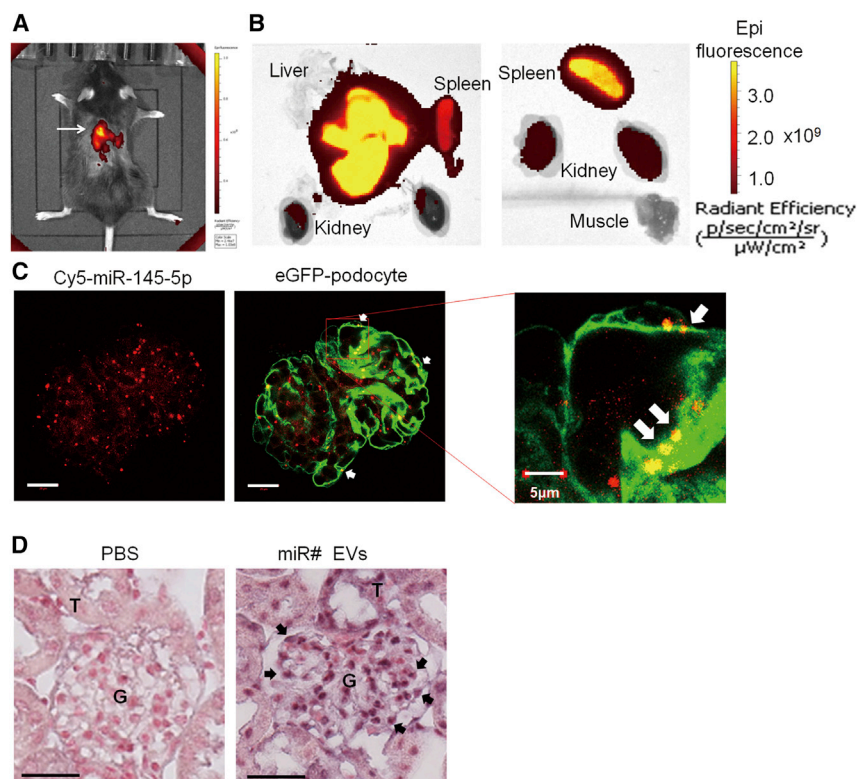 A
B
Epi
fluorescence
Liver
Spleen
Kidney
Spleen
Kidney
Muscle
3.0
2.0
1.0
x10⁹
Radiant Efficiency
(p/sec/cm²/sr
µW/cm²)
C
Cy5-miR-145-5p
eGFP-podocyte
5µm
D
PBS
miR# EVs
T
G
T
G